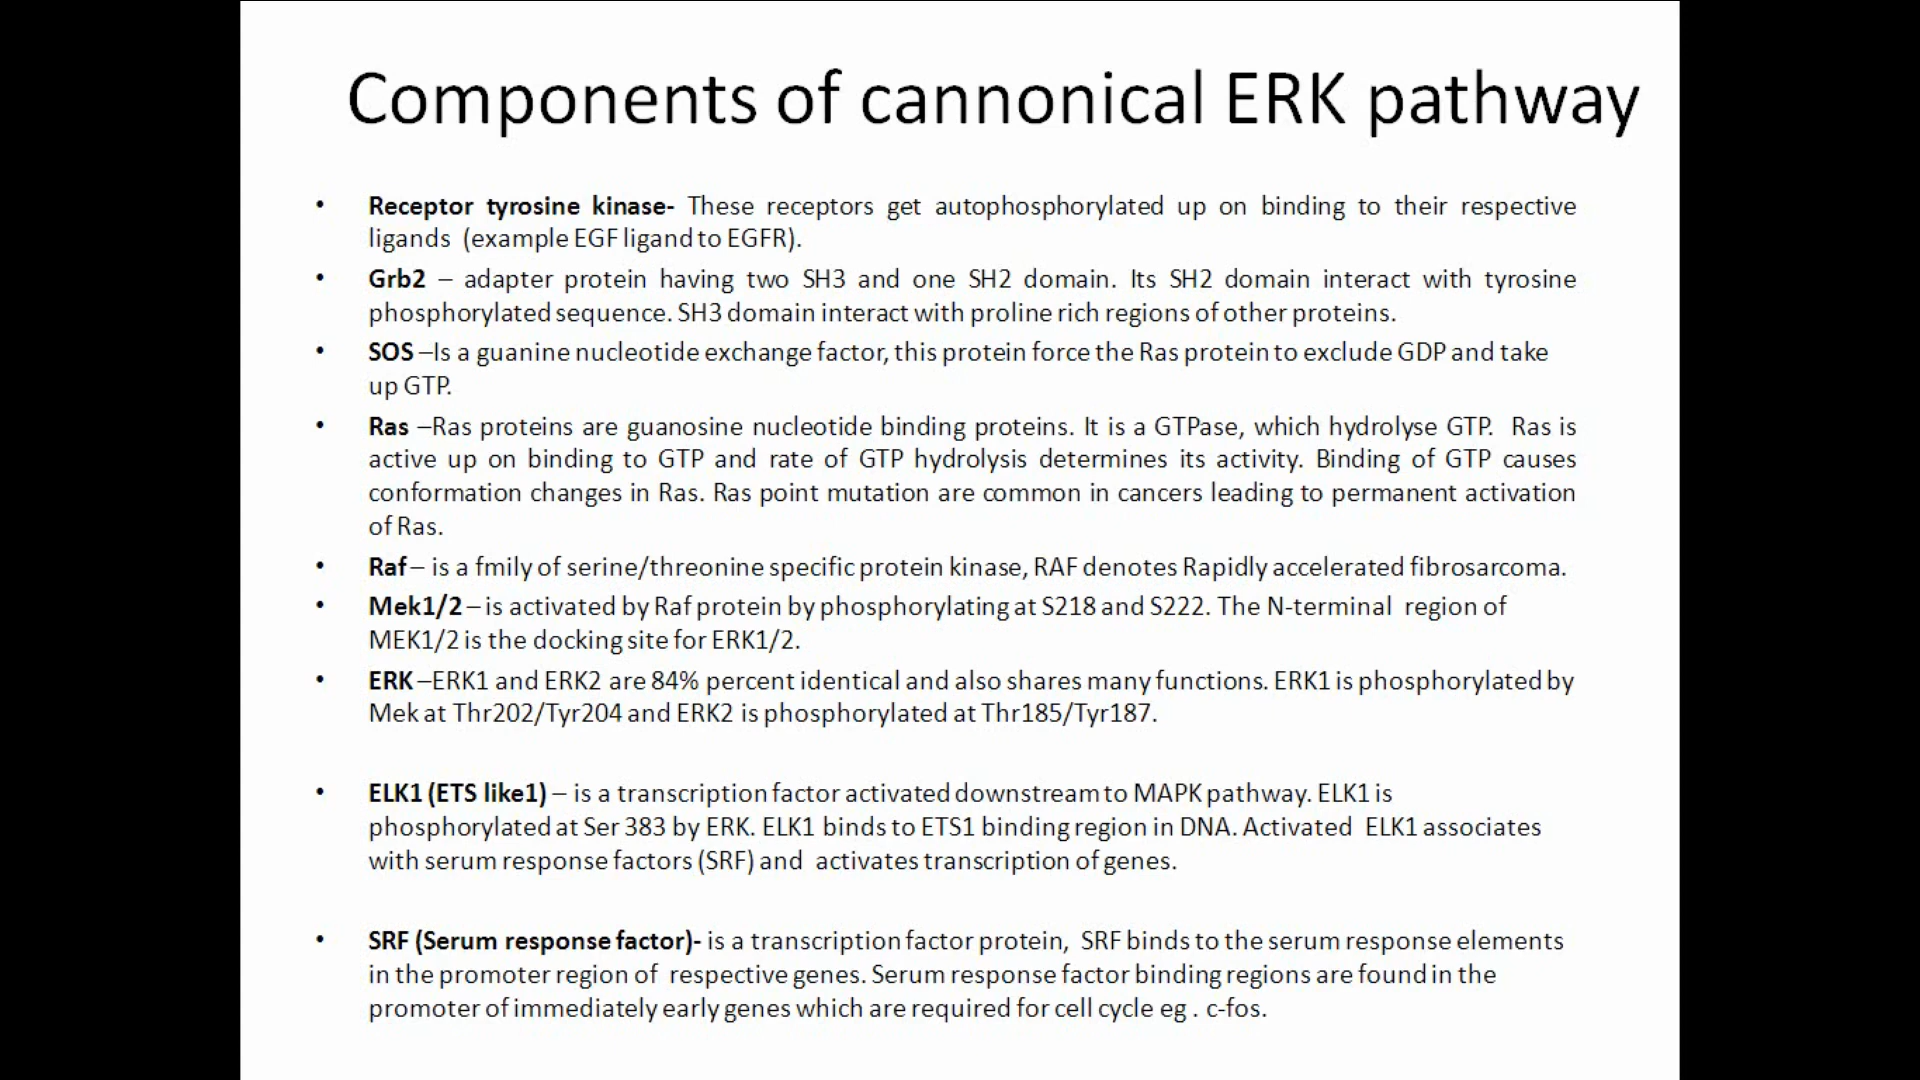 Components of cannonical ERK pathway
• Receptor tyrosine kinase- These receptors get autophosphorylated up on binding to their respective
ligands (example EGF ligand to EGFR).
• Grb2 – adapter protein having two SH3 and one SH2 domain. Its SH2 domain interact with tyrosine
phosphorylated sequence. SH3 domain interact with proline rich regions of other proteins.
• SOS –Is a guanine nucleotide exchange factor, this protein force the Ras protein to exclude GDP and take
up GTP.
• Ras –Ras proteins are guanosine nucleotide binding proteins. It is a GTPase, which hydrolyse GTP. Ras is
active up on binding to GTP and rate of GTP hydrolysis determines its activity. Binding of GTP causes
conformation changes in Ras. Ras point mutation are common in cancers leading to permanent activation
of Ras.
• Raf – is a fmily of serine/threonine specific protein kinase, RAF denotes Rapidly accelerated fibrosarcoma.
• Mek1/2 – is activated by Raf protein by phosphorylating at S218 and S222. The N-terminal region of
MEK1/2 is the docking site for ERK1/2.
• ERK –ERK1 and ERK2 are 84% percent identical and also shares many functions. ERK1 is phosphorylated by
Mek at Thr202/Tyr204 and ERK2 is phosphorylated at Thr185/Tyr187.
• ELK1 (ETS like1) – is a transcription factor activated downstream to MAPK pathway. ELK1 is
phosphorylated at Ser 383 by ERK. ELK1 binds to ETS1 binding region in DNA. Activated ELK1 associates
with serum response factors (SRF) and activates transcription of genes.
• SRF (Serum response factor)- is a transcription factor protein, SRF binds to the serum response elements
in the promoter region of respective genes. Serum response factor binding regions are found in the
promoter of immediately early genes which are required for cell cycle eg . c-fos.